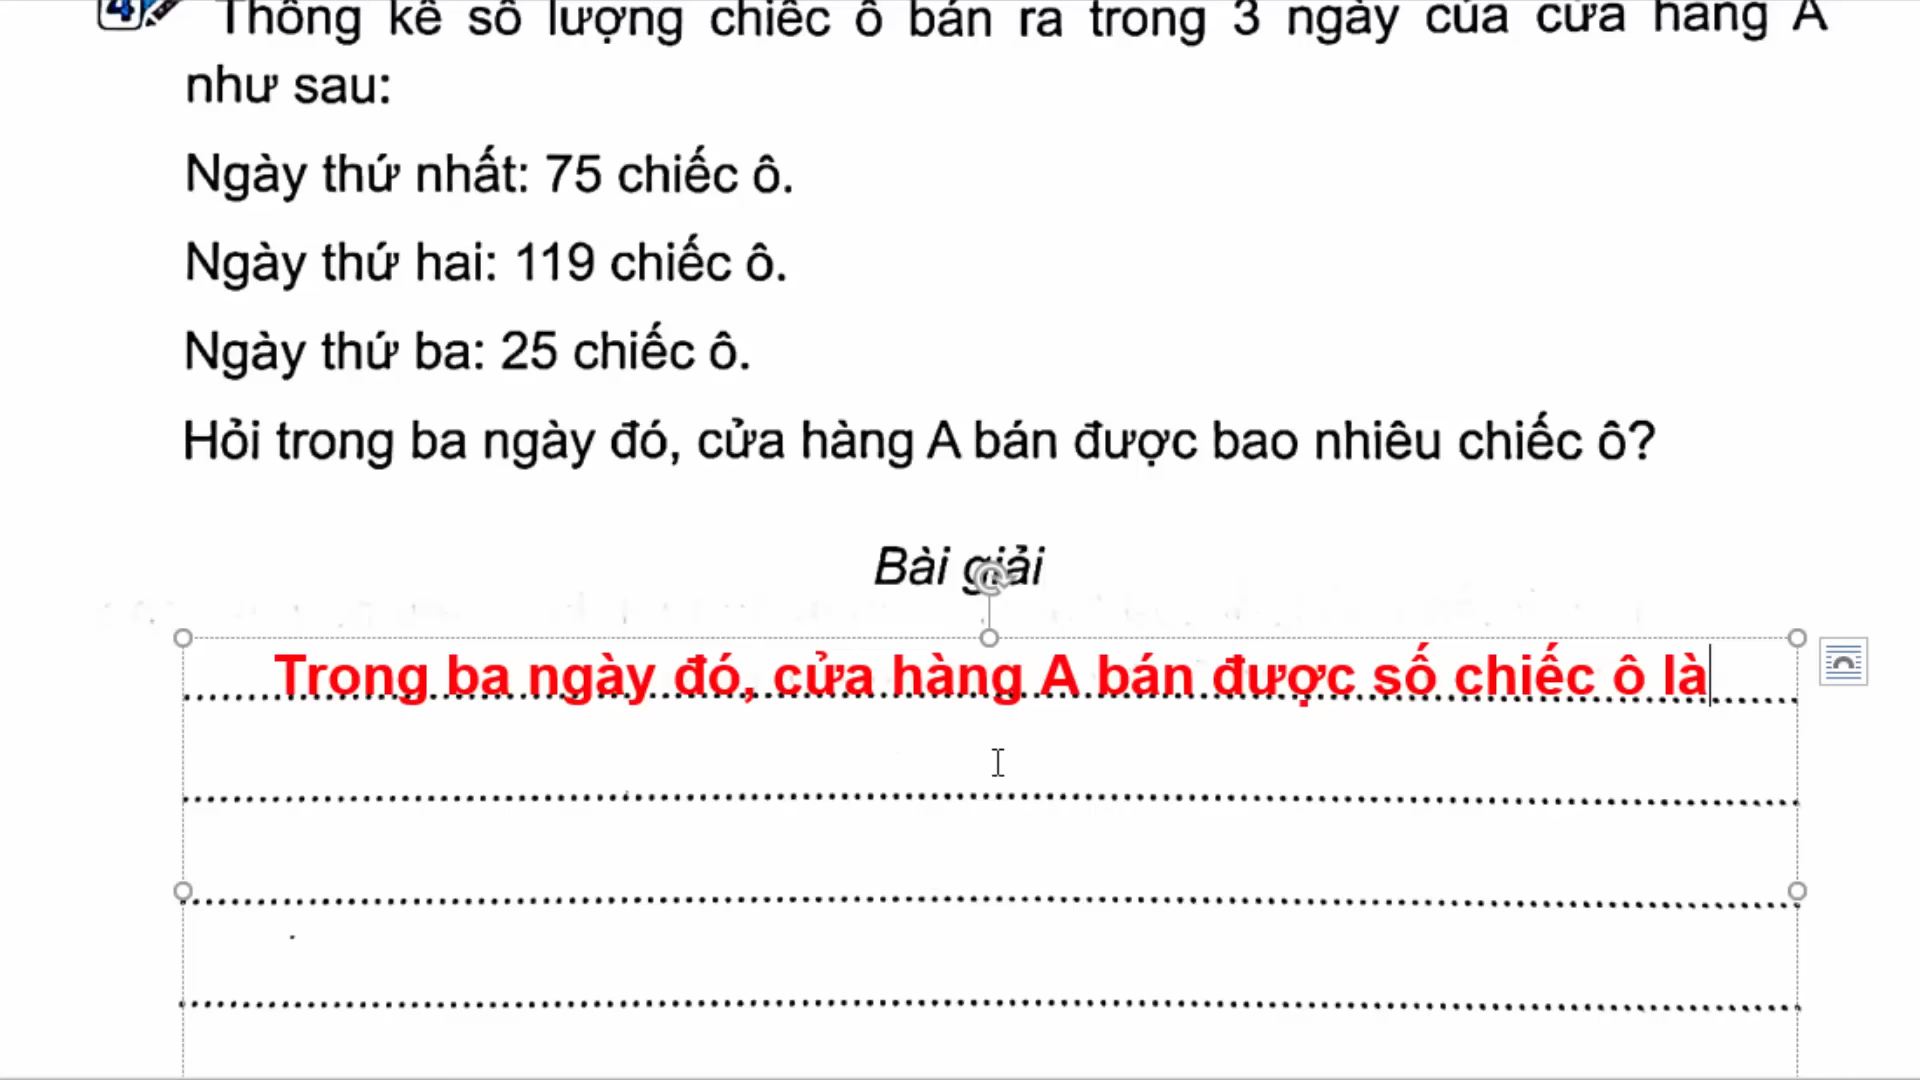 4 Thống kê số lượng chiếc ô bán ra trong 3 ngày của cửa hàng A
như sau:
Ngày thứ nhất: 75 chiếc ô.
Ngày thứ hai: 119 chiếc ô.
Ngày thứ ba: 25 chiếc ô.
Hỏi trong ba ngày đó, cửa hàng A bán được bao nhiêu chiếc ô?
Bài giải
Trong ba ngày đó, cửa hàng A bán được số chiếc ô là